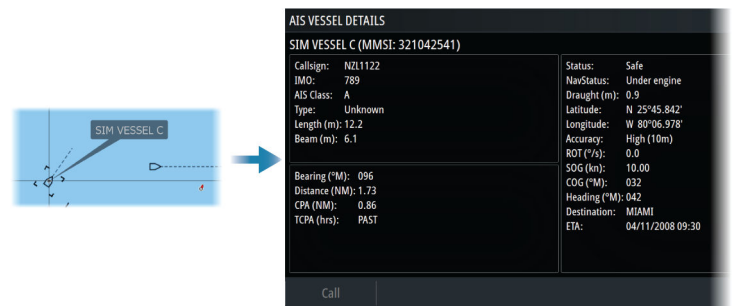 SIM VESSEL C
AIS VESSEL DETAILS
SIM VESSEL C (MMSI: 321042541)
Callsign: NZL1122
IMO: 789
AIS Class: A
Type: Unknown
Length (m): 12.2
Beam (m): 6.1
Bearing (°M): 096
Distance (NM): 1.73
CPA (NM): 0.86
TCPA (hrs): PAST
Status: Safe
NavStatus: Under engine
Draught (m): 0.9
Latitude: N 25°45.842'
Longitude: W 80°06.978'
Accuracy: High (10m)
ROT (°/s): 0.0
SOG (kn): 10.00
COG (°M): 032
Heading (°M): 042
Destination: MIAMI
ETA: 04/11/2008 09:30
Call